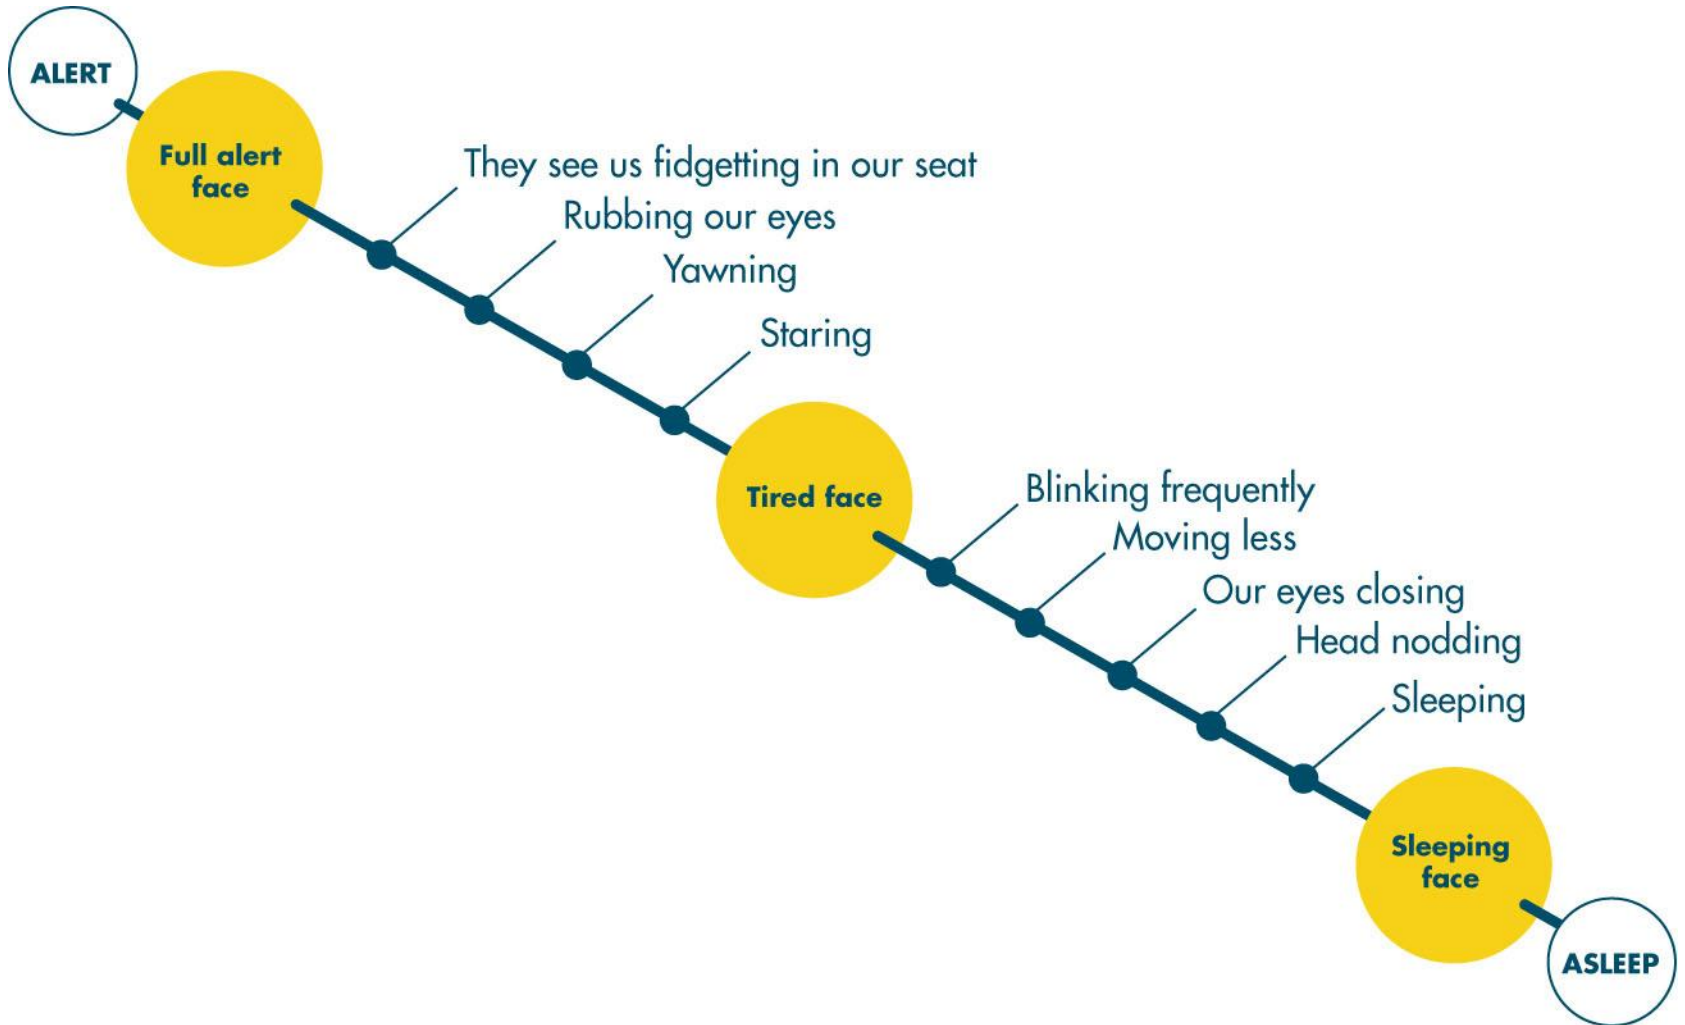 ALERT
Full alert
face
They see us fidgetting in our seat
Rubbing our eyes
Yawning
Staring
Tired face
Blinking frequently
Moving less
Our eyes closing
Head nodding
Sleeping
Sleeping
face
ASLEEP